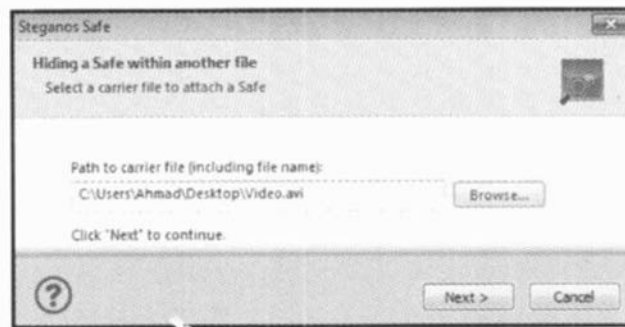 Steganos Safe
Hiding a Safe within another file
Select a carrier file to attach a Safe
Path to carrier file (including file name):
C:\Users\Ahmad\Desktop\Video.avi
Browse...
Click "Next" to continue.
?
Next >
Cancel